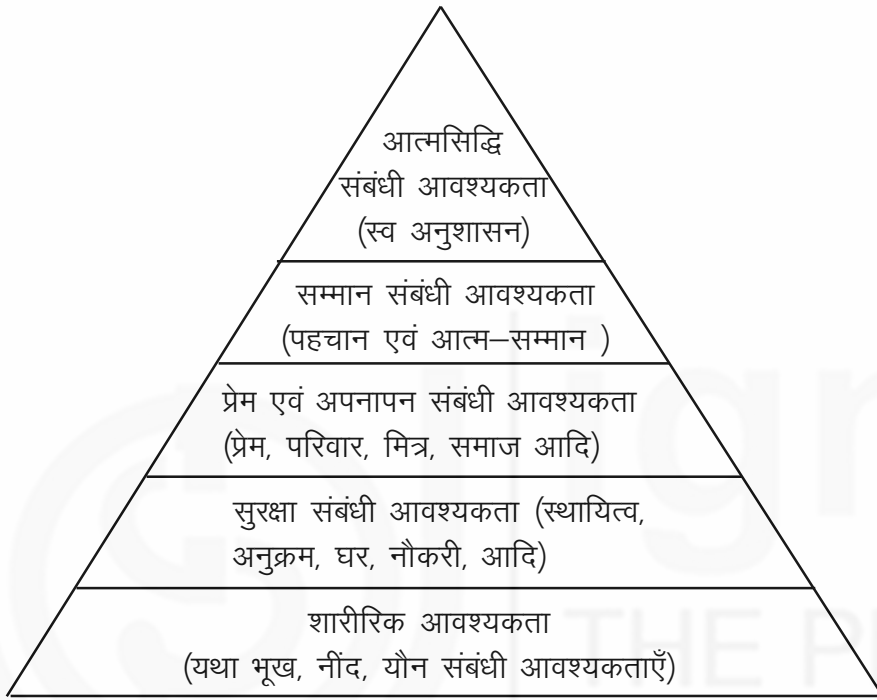 आत्मसिद्धि
संबंधी आवश्यकता
(स्व अनुशासन)
सम्मान संबंधी आवश्यकता
(पहचान एवं आत्म–सम्मान )
प्रेम एवं अपनापन संबंधी आवश्यकता
(प्रेम, परिवार, मित्र, समाज आदि)
सुरक्षा संबंधी आवश्यकता (स्थायित्व,
अनुक्रम, घर, नौकरी, आदि)
शारीरिक आवश्यकता
(यथा भूख, नींद, यौन संबंधी आवश्यकताएँ)
THE P